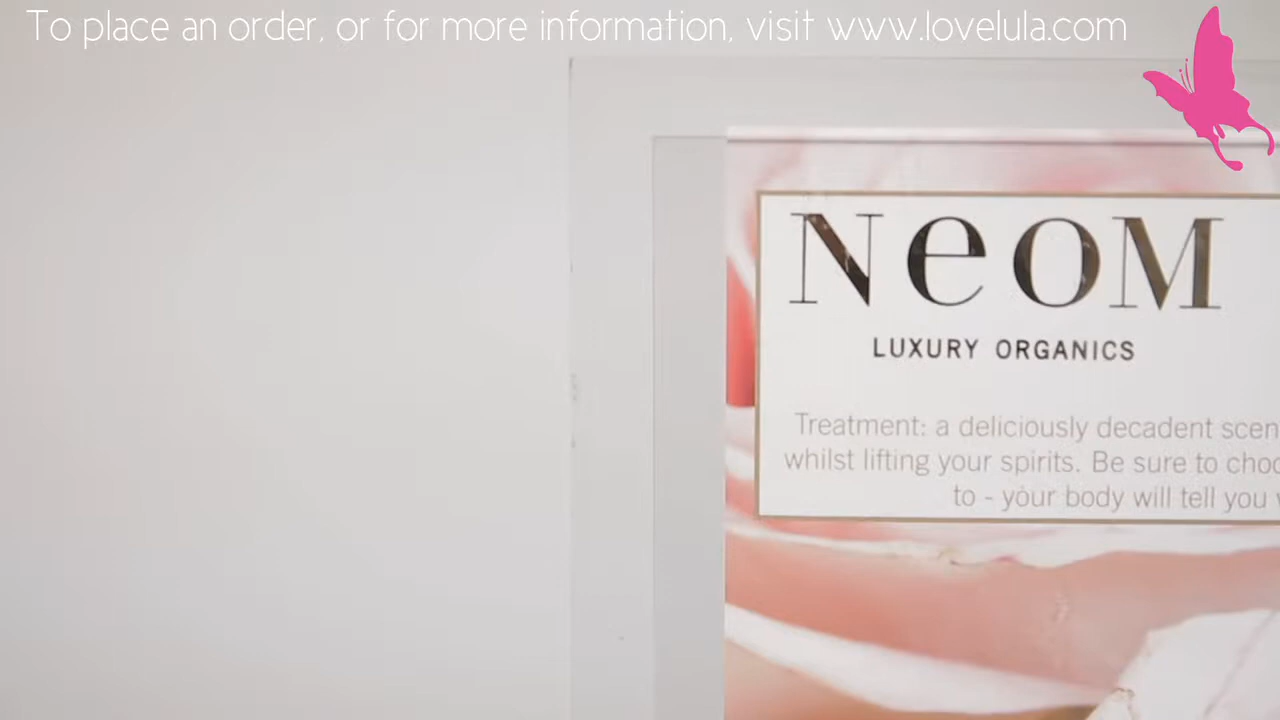 To place an order, or for more information, visit www.lovelula.com
NeoM
LUXURY ORGANICS
Treatment: a deliciously decadent scen
whilst lifting your spirits. Be sure to choo
to - your body will tell you